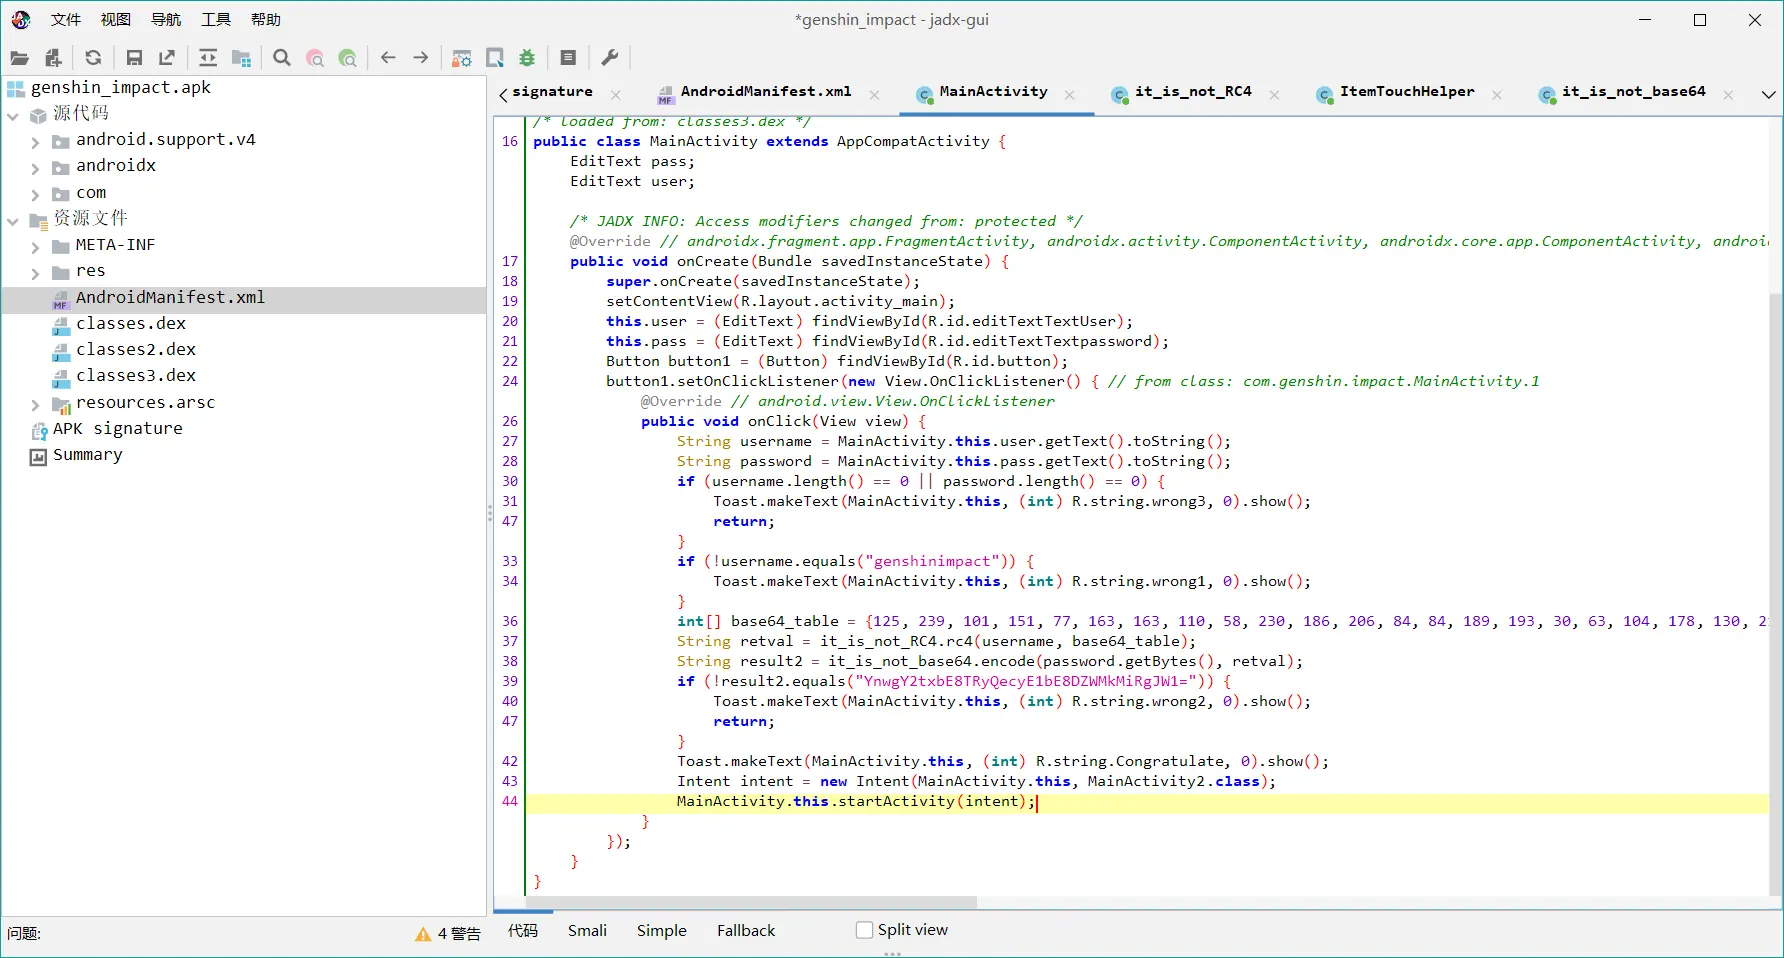 文件 视图 导航 工具 帮助
*genshin_impact - jadx-gui
genshin_impact.apk
源代码
android.support.v4
androidx
com
资源文件
META-INF
res
AndroidManifest.xml
classes.dex
classes2.dex
classes3.dex
resources.arsc
APK signature
Summary
问题:
4 警告
signature AndroidManifest.xml MainActivity it_is_not_RC4 ItemTouchHelper it_is_not_base64
/* loaded from: classes3.dex */
16 public class MainActivity extends AppCompatActivity {
EditText pass;
EditText user;
/* JADX INFO: Access modifiers changed from: protected */
@Override // androidx.fragment.app.FragmentActivity, androidx.activity.ComponentActivity, androidx.core.app.ComponentActivity, androi
17 public void onCreate(Bundle savedInstanceState) {
18 super.onCreate(savedInstanceState);
19 setContentView(R.layout.activity_main);
20 this.user = (EditText) findViewById(R.id.editTextTextUser);
21 this.pass = (EditText) findViewById(R.id.editTextTextpassword);
22 Button button1 = (Button) findViewById(R.id.button);
24 button1.setOnClickListener(new View.OnClickListener() { // from class: com.genshin.impact.MainActivity.1
@Override // android.view.View.OnClickListener
26 public void onClick(View view) {
27 String username = MainActivity.this.user.getText().toString();
28 String password = MainActivity.this.pass.getText().toString();
30 if (username.length() == 0 || password.length() == 0) {
31 Toast.makeText(MainActivity.this, (int) R.string.wrong3, 0).show();
47 return;
}
33 if (!username.equals("genshinimpact")) {
34 Toast.makeText(MainActivity.this, (int) R.string.wrong1, 0).show();
}
36 int[] base64_table = {125, 239, 101, 151, 77, 163, 163, 110, 58, 230, 186, 206, 84, 84, 189, 193, 30, 63, 104, 178, 130,
37 String retval = it_is_not_RC4.rc4(username, base64_table);
38 String result2 = it_is_not_base64.encode(password.getBytes(), retval);
39 if (!result2.equals("YnwgY2txbE8TRyQecyE1bE8DZWMkMiRgJW1=")) {
40 Toast.makeText(MainActivity.this, (int) R.string.wrong2, 0).show();
47 return;
}
42 Toast.makeText(MainActivity.this, (int) R.string.Congratulate, 0).show();
43 Intent intent = new Intent(MainActivity.this, MainActivity2.class);
44 MainActivity.this.startActivity(intent);
}
});
}
}
代码 Smali Simple Fallback Split view